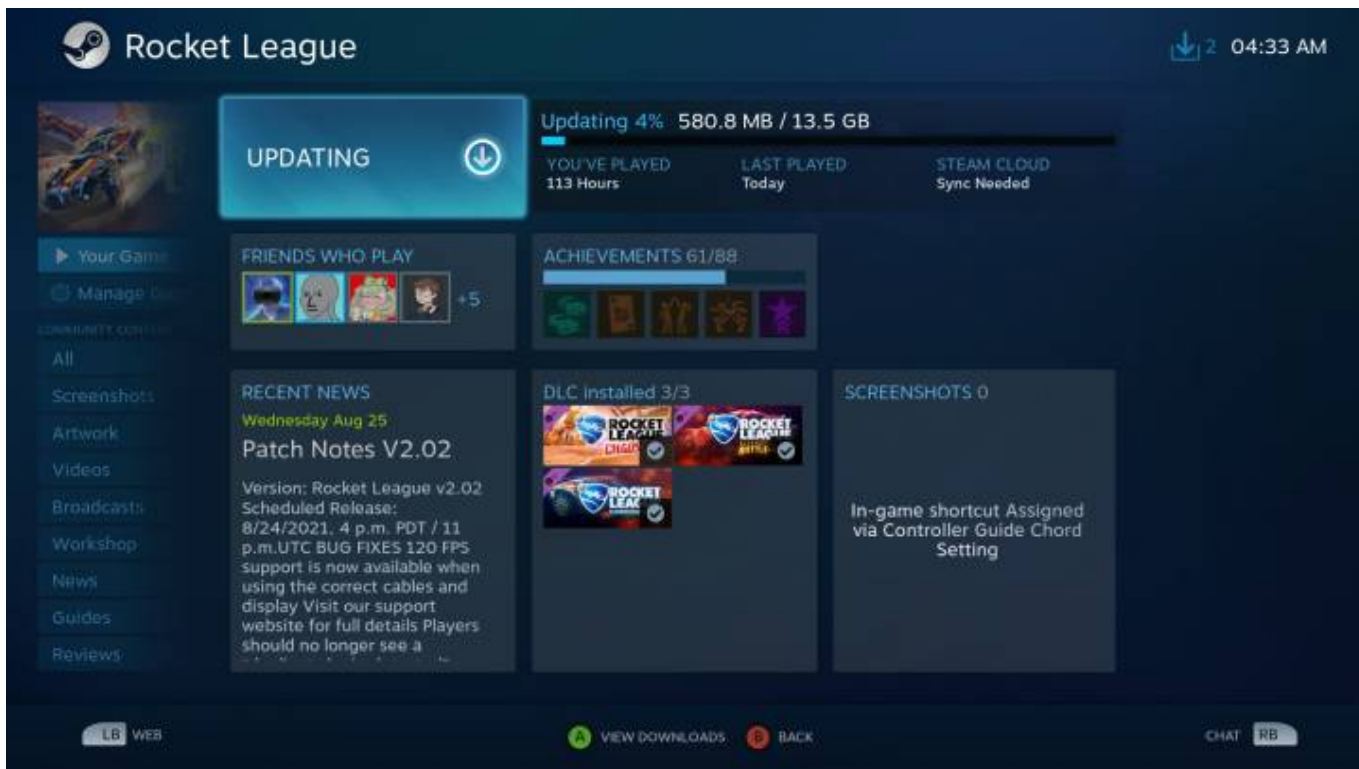 Rocket League
2 04:33 AM
UPDATING
Updating 4% 580.8 MB / 13.5 GB
YOU'VE PLAYED
113 Hours
LAST PLAYED
Today
STEAM CLOUD
Sync Needed
Your Game
Manage
COMMUNITY CONTENT
All
Screenshots
Artwork
Videos
Broadcasts
Workshop
News
Guides
Reviews
FRIENDS WHO PLAY
+5
ACHIEVEMENTS 61/88
RECENT NEWS
Wednesday Aug 25
Patch Notes V2.02
Version: Rocket League v2.02
Scheduled Release:
8/24/2021, 4 p.m. PDT / 11
p.m.UTC BUG FIXES 120 FPS
support is now available when
using the correct cables and
display Visit our support
website for full details Players
should no longer see a
DLC installed 3/3
ROCKET
LEAGUE
CHAOS
ROCKET
LEAGUE
BATTLE
ROCKET
LEAGUE
SCREENSHOTS 0
In-game shortcut Assigned
via Controller Guide Chord
Setting
LB WEB
A VIEW DOWNLOADS B BACK
CHAT RB